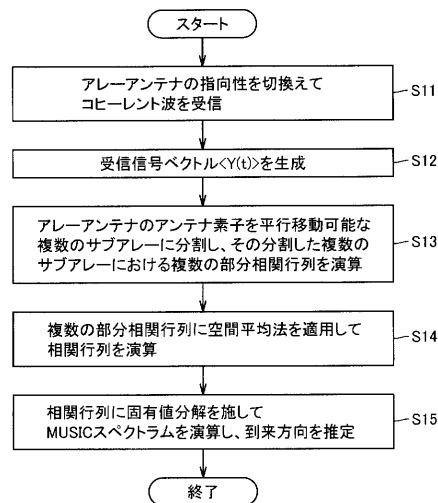 スタート
アレーアンテナの指向性を切換えて
コヒーレント波を受信
S11
受信信号ベクトル<Y(t)>を生成
S12
アレーアンテナのアンテナ素子を平行移動可能な
複数のサブアレーに分割し、その分割した複数の
サブアレーにおける複数の部分相関行列を演算
S13
複数の部分相関行列に空間平均法を適用して
相関行列を演算
S14
相関行列に固有値分解を施して
MUSICスペクトラムを演算し、到来方向を推定
S15
終了